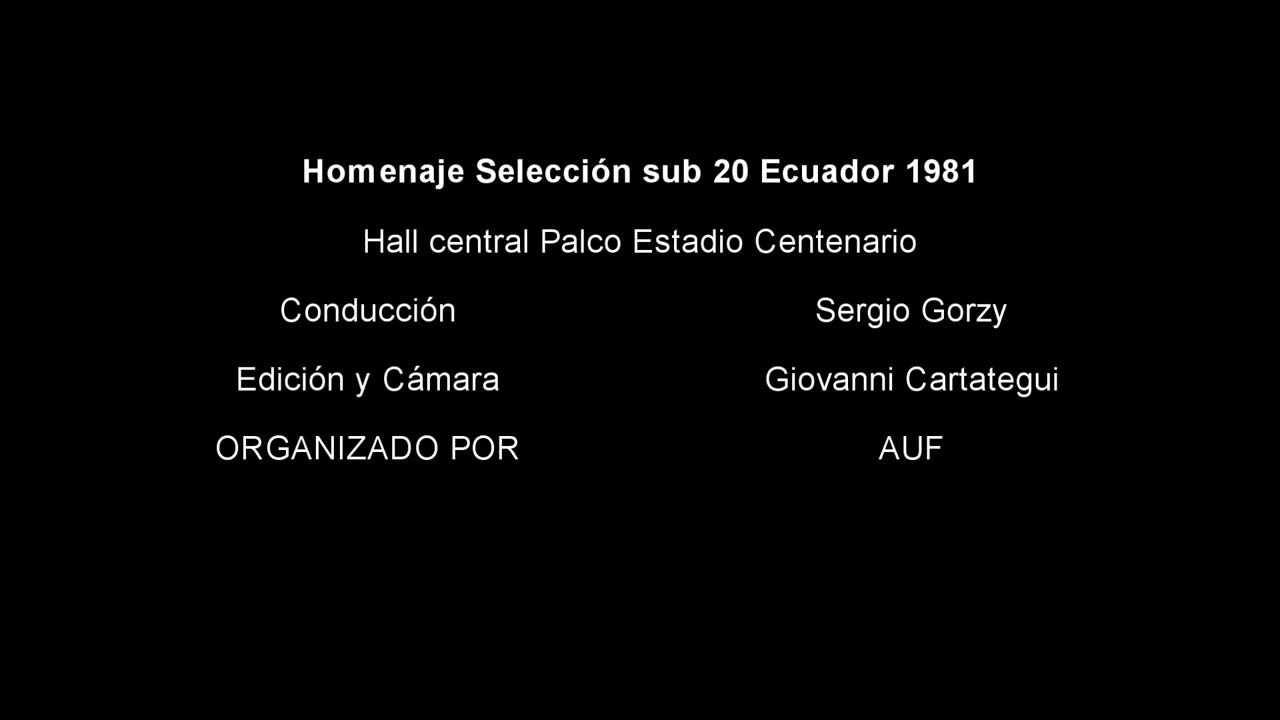 Homenaje Selección sub 20 Ecuador 1981
Hall central Palco Estadio Centenario
Conducción Sergio Gorzy
Edición y Cámara Giovanni Cartategui
ORGANIZADO POR AUF